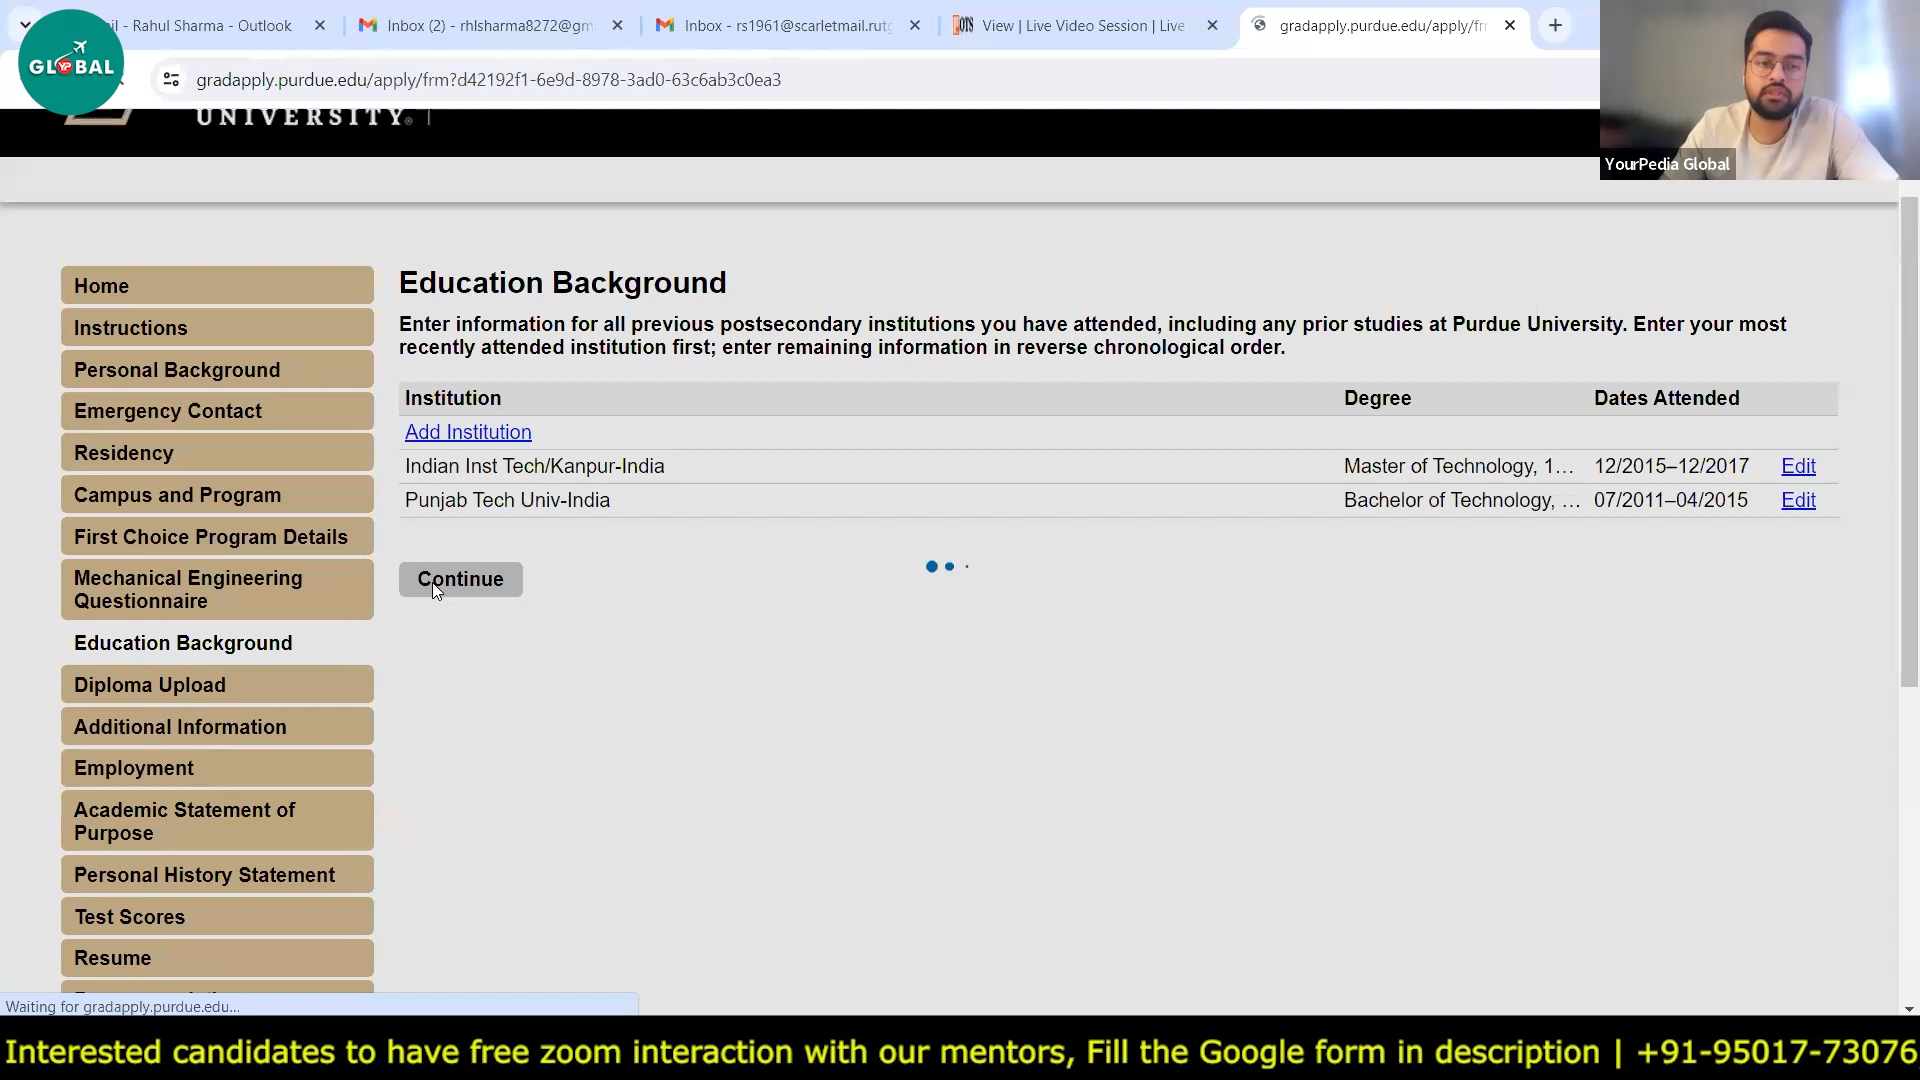 il - Rahul Sharma - Outlook
Inbox (2) - rhlsharma8272@gm
Inbox - rs1961@scarletmail.rutg
View | Live Video Session | Live
gradapply.purdue.edu/apply/fr
GLOBAL
YP
gradapply.purdue.edu/apply/frm?d42192f1-6e9d-8978-3ad0-63c6ab3c0ea3
UNIVERSITY®
YourPedia Global
Home
Instructions
Personal Background
Emergency Contact
Residency
Campus and Program
First Choice Program Details
Mechanical Engineering
Questionnaire
Education Background
Diploma Upload
Additional Information
Employment
Academic Statement of
Purpose
Personal History Statement
Test Scores
Resume
Education Background
Enter information for all previous postsecondary institutions you have attended, including any prior studies at Purdue University. Enter your most
recently attended institution first; enter remaining information in reverse chronological order.
Institution Degree Dates Attended
Add Institution
Indian Inst Tech/Kanpur-India Master of Technology, 1... 12/2015–12/2017 Edit
Punjab Tech Univ-India Bachelor of Technology, ... 07/2011–04/2015 Edit
Continue
Waiting for gradapply.purdue.edu...
Interested candidates to have free zoom interaction with our mentors, Fill the Google form in description | +91-95017-73076